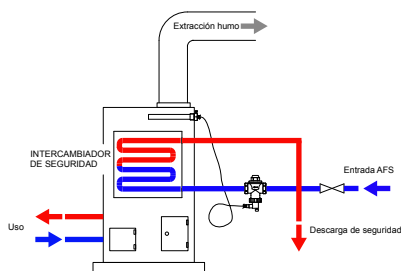 Extracción humo
INTERCAMBIADOR
DE SEGURIDAD
Entrada AFS
Uso
Descarga de seguridad